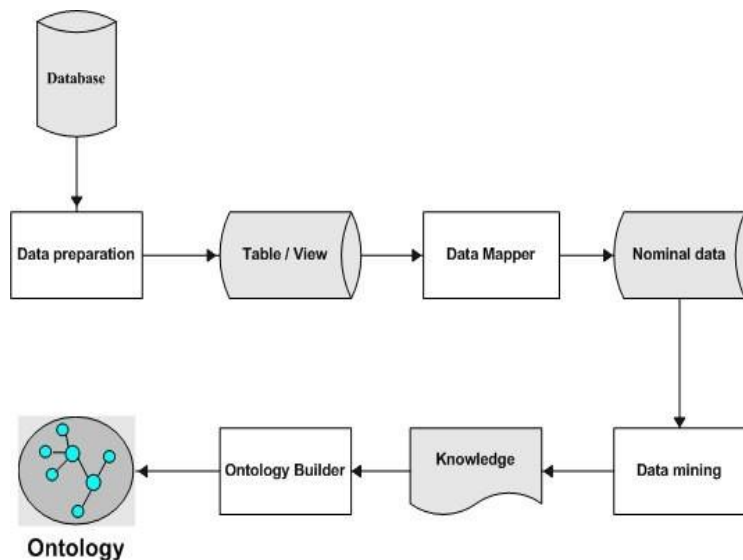 Database
Data preparation
Table / View
Data Mapper
Nominal data
Data mining
Knowledge
Ontology Builder
Ontology